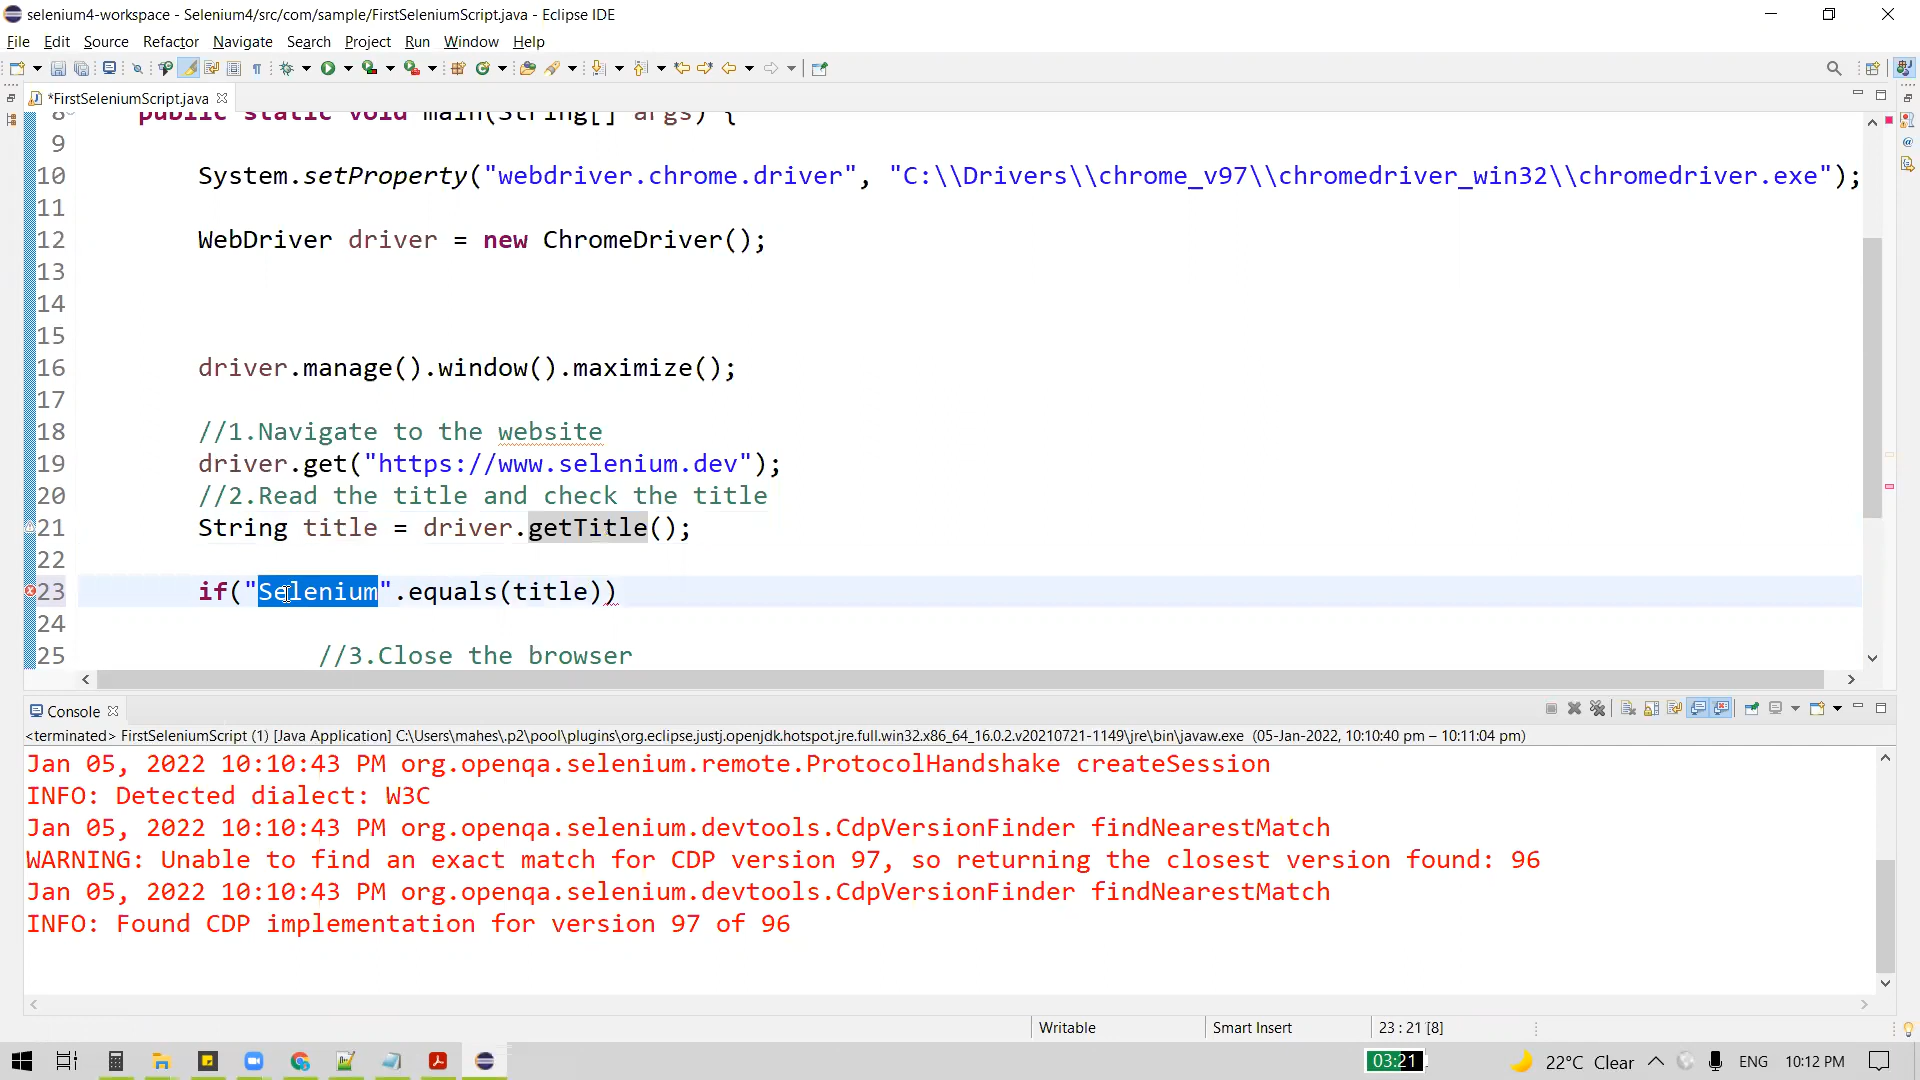 selenium4-workspace - Selenium4/src/com/sample/FirstSeleniumScript.java - Eclipse IDE
File Edit Source Refactor Navigate Search Project Run Window Help
*FirstSeleniumScript.java
8 public static void main(String[] args) {
9
10 System.setProperty("webdriver.chrome.driver", "C:\\Drivers\\chrome_v97\\chromedriver_win32\\chromedriver.exe");
11
12 WebDriver driver = new ChromeDriver();
13
14
15
16 driver.manage().window().maximize();
17
18 //1.Navigate to the website
19 driver.get("https://www.selenium.dev");
20 //2.Read the title and check the title
21 String title = driver.getTitle();
22
23 if("Selenium".equals(title))
24
25 //3.Close the browser
Console
<terminated> FirstSeleniumScript (1) [Java Application] C:\Users\mahes\.p2\pool\plugins\org.eclipse.justj.openjdk.hotspot.jre.full.win32.x86_64_16.0.2.v20210721-1149\jre\bin\javaw.exe (05-Jan-2022, 10:10:40 pm – 10:11:04 pm)
Jan 05, 2022 10:10:43 PM org.openqa.selenium.remote.ProtocolHandshake createSession
INFO: Detected dialect: W3C
Jan 05, 2022 10:10:43 PM org.openqa.selenium.devtools.CdpVersionFinder findNearestMatch
WARNING: Unable to find an exact match for CDP version 97, so returning the closest version found: 96
Jan 05, 2022 10:10:43 PM org.openqa.selenium.devtools.CdpVersionFinder findNearestMatch
INFO: Found CDP implementation for version 97 of 96
Writable Smart Insert 23 : 21 [8]
03:21 22°C Clear ENG 10:12 PM